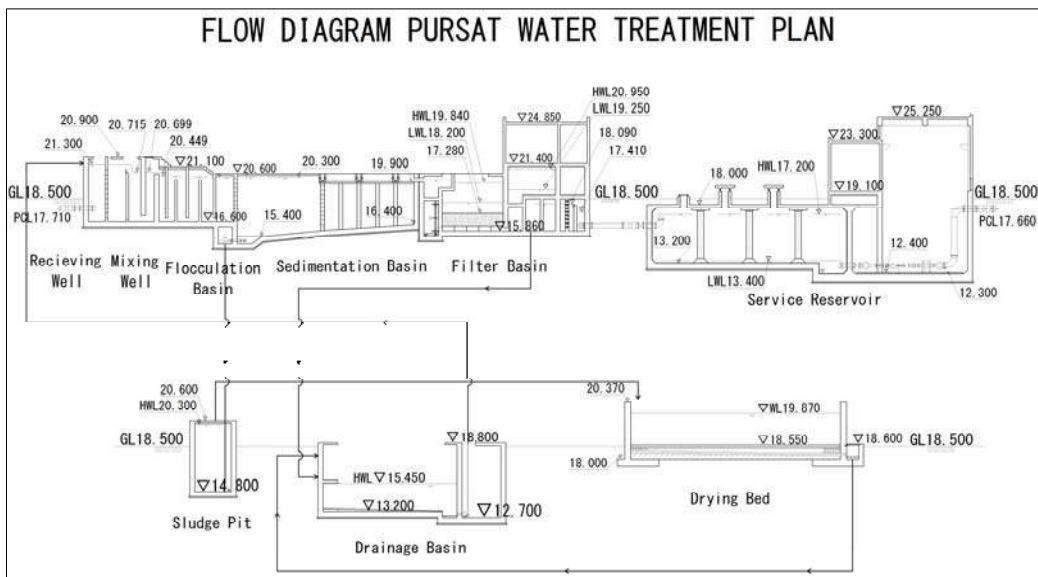 FLOW DIAGRAM PURSAT WATER TREATMENT PLAN
HWL20.950
LWL19.250
▽25.250
20.900
20.715
20.699
20.449
HWL19.840
LWL18.200
17.280
▽24.850
18.090
17.410
▽23.300
21.300
▽21.100
▽20.600
20.300
19.900
▽21.400
GL18.500
18.000
HWL17.200
▽19.100
GL18.500
GL18.500
PCL17.710
▽46.600
15.400
16.400
▽15.860
PCL17.660
13.200
LWL13.400
12.400
12.300
Recieving Well
Mixing Well
Flocculation Basin
Sedimentation Basin
Filter Basin
Service Reservoir
20.600
HWL20.300
20.370
▽WL19.870
GL18.500
▽18,800
▽18.550
▽18.600
GL18.500
18.000
HWL▽15.450
▽14.800
▽13.200
▽12.700
Sludge Pit
Drainage Basin
Drying Bed